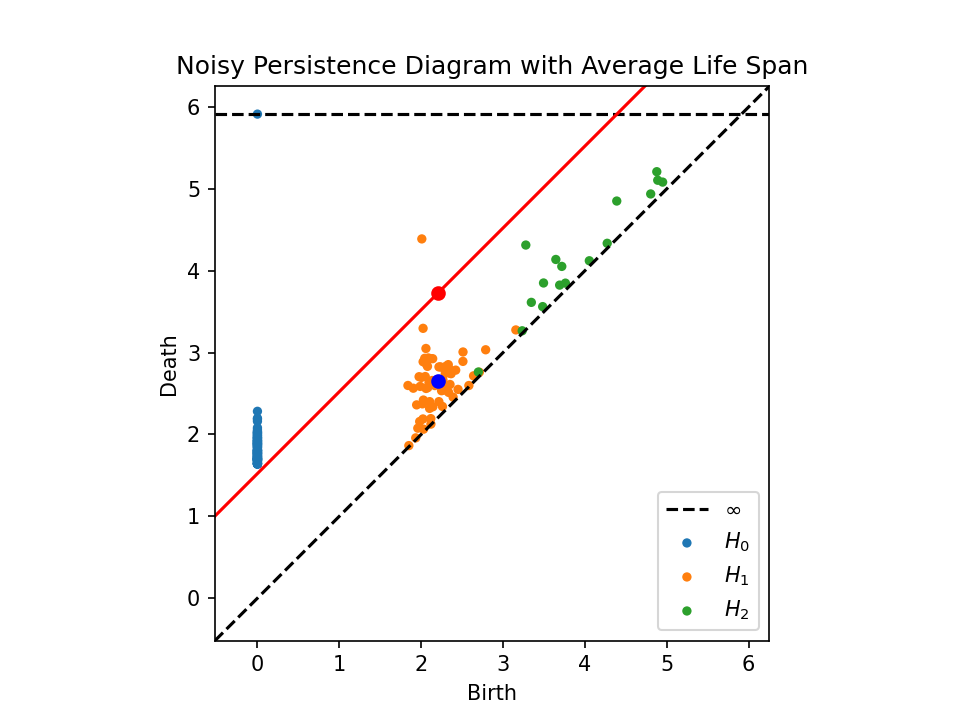 Noisy Persistence Diagram with Average Life Span
6
5
4
3
2
1
0
Death
∞
H₀
H₁
H₂
0 1 2 3 4 5 6
Birth